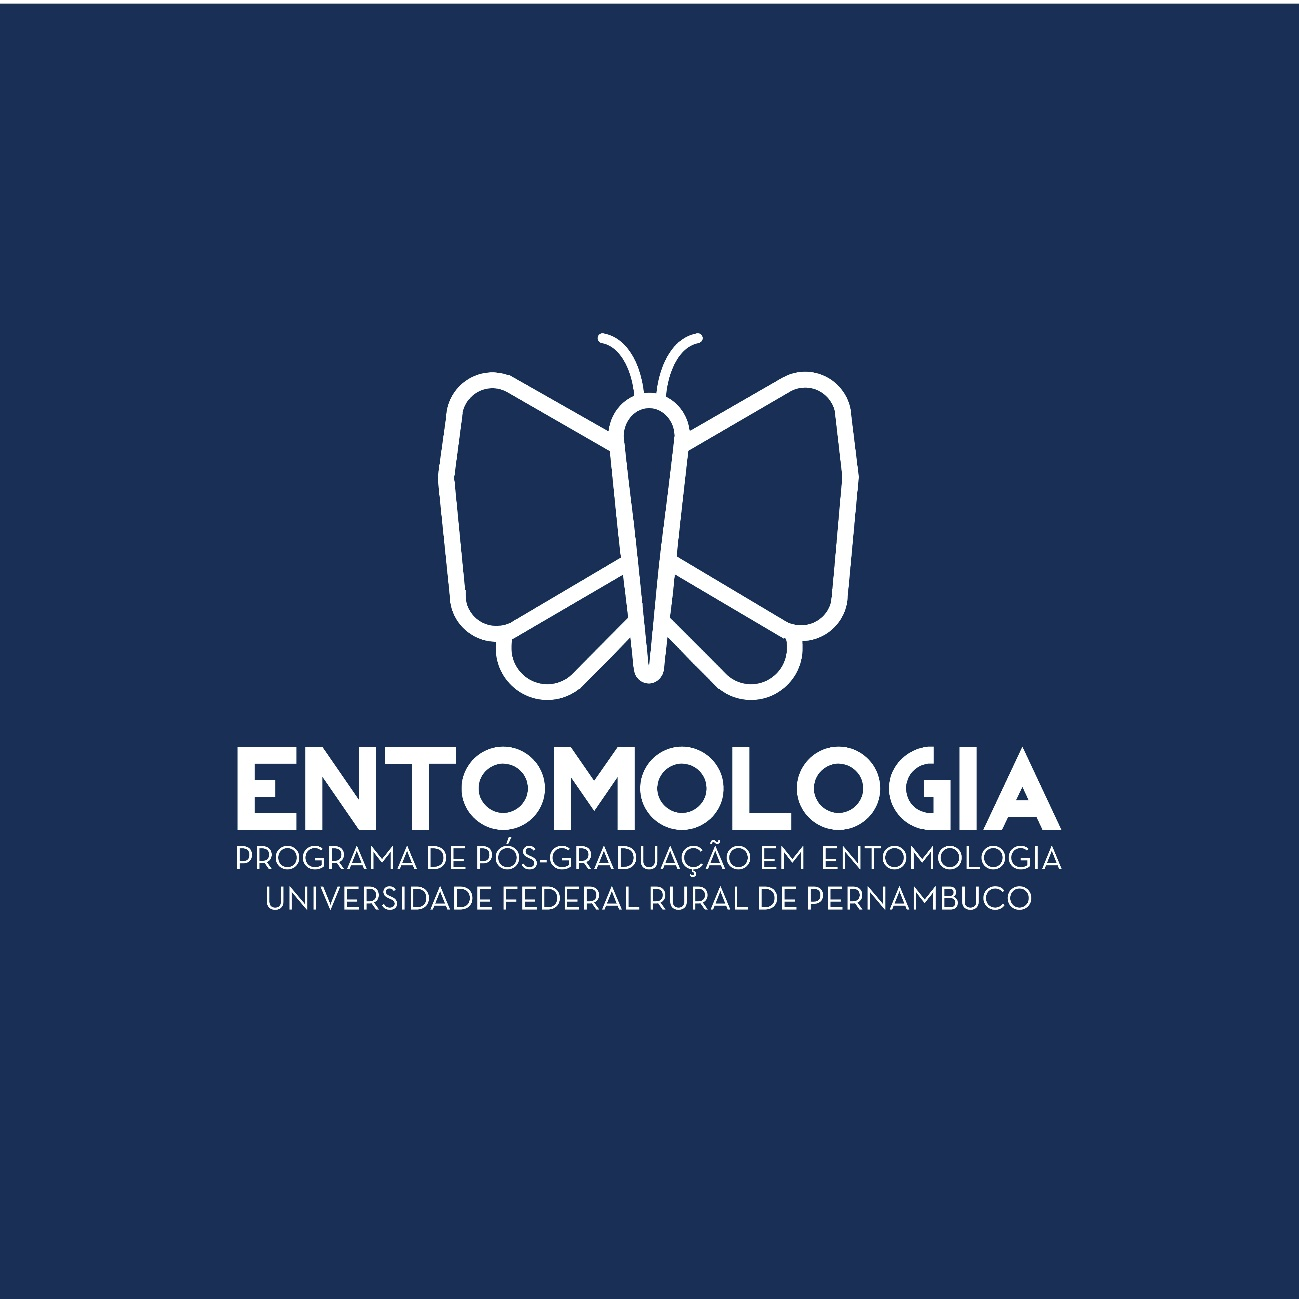 ENTOMOLOGIA
PROGRAMA DE PÓS-GRADUAÇÃO EM ENTOMOLOGIA
UNIVERSIDADE FEDERAL RURAL DE PERNAMBUCO